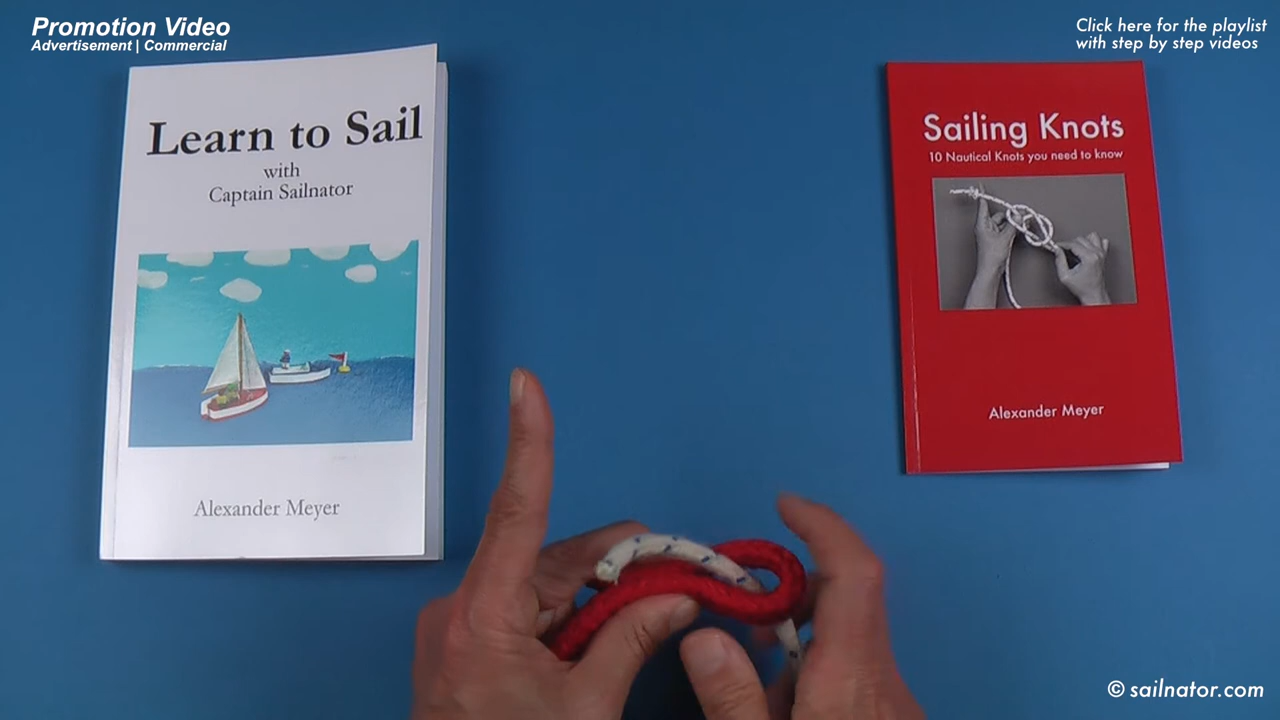 Promotion Video
Advertisement | Commercial
Click here for the playlist
with step by step videos
Learn to Sail
with
Captain Sailnator
Alexander Meyer
Sailing Knots
10 Nautical Knots you need to know
Alexander Meyer
© sailnator.com